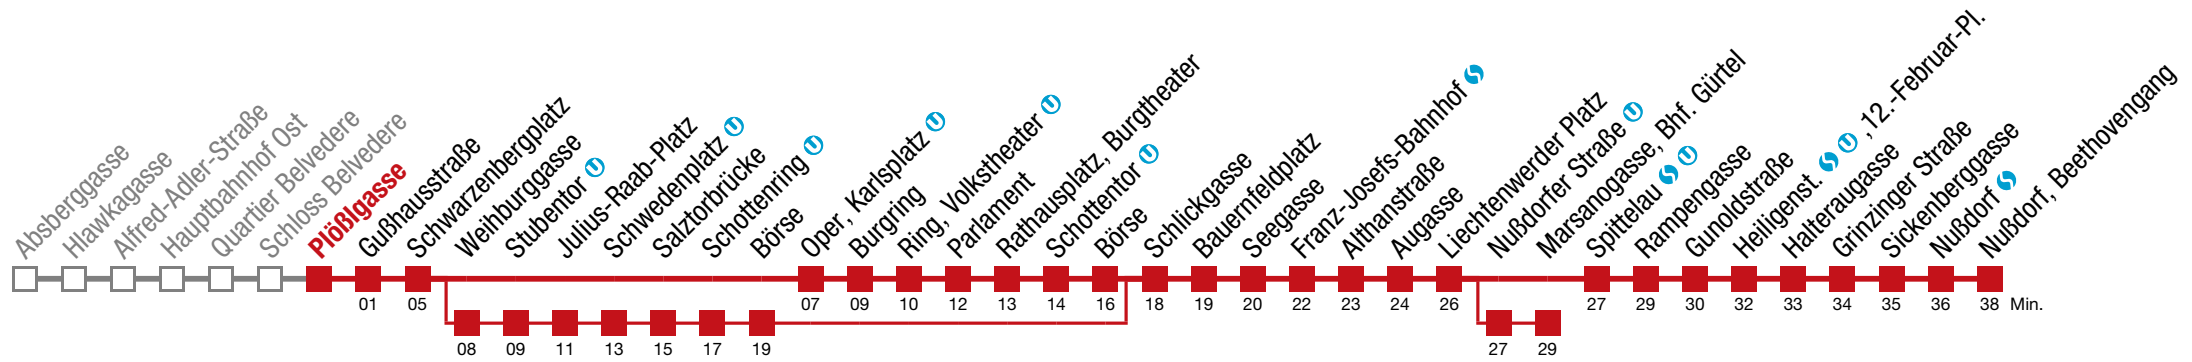 Absberggasse
Hlawkagasse
Alfred-Adler-Straße
Hauptbahnhof Ost
Quartier Belvedere
Schloss Belvedere
Plößlgasse
Gußhausstraße
Schwarzenbergplatz
Weihburggasse
Stubentor U
Julius-Raab-Platz
Schwedenplatz U
Salztorbrücke
Schottenring U
Börse
Oper, Karlsplatz U
Burgring
Ring, Volkstheater U
Parlament
Rathausplatz, Burgtheater
Schottentor U
Börse
Schlickgasse
Bauernfeldplatz
Seegasse
Franz-Josefs-Bahnhof S
Althanstraße
Augasse
Liechtenwerder Platz
Nußdorfer Straße U
Marsanogasse, Bhf. Gürtel
Spittelau S U
Rampengasse
Gunoldstraße
Heiligenst. S U ,12.-Februar-Pl.
Halteraugasse
Grinzinger Straße
Sickenberggasse
Nußdorf S
Nußdorf, Beethovengang
01 05 07 09 10 12 13 14 16 18 19 20 22 23 24 26 27 29 30 32 33 34 35 36 38 Min.
08 09 11 13 15 17 19 27 29